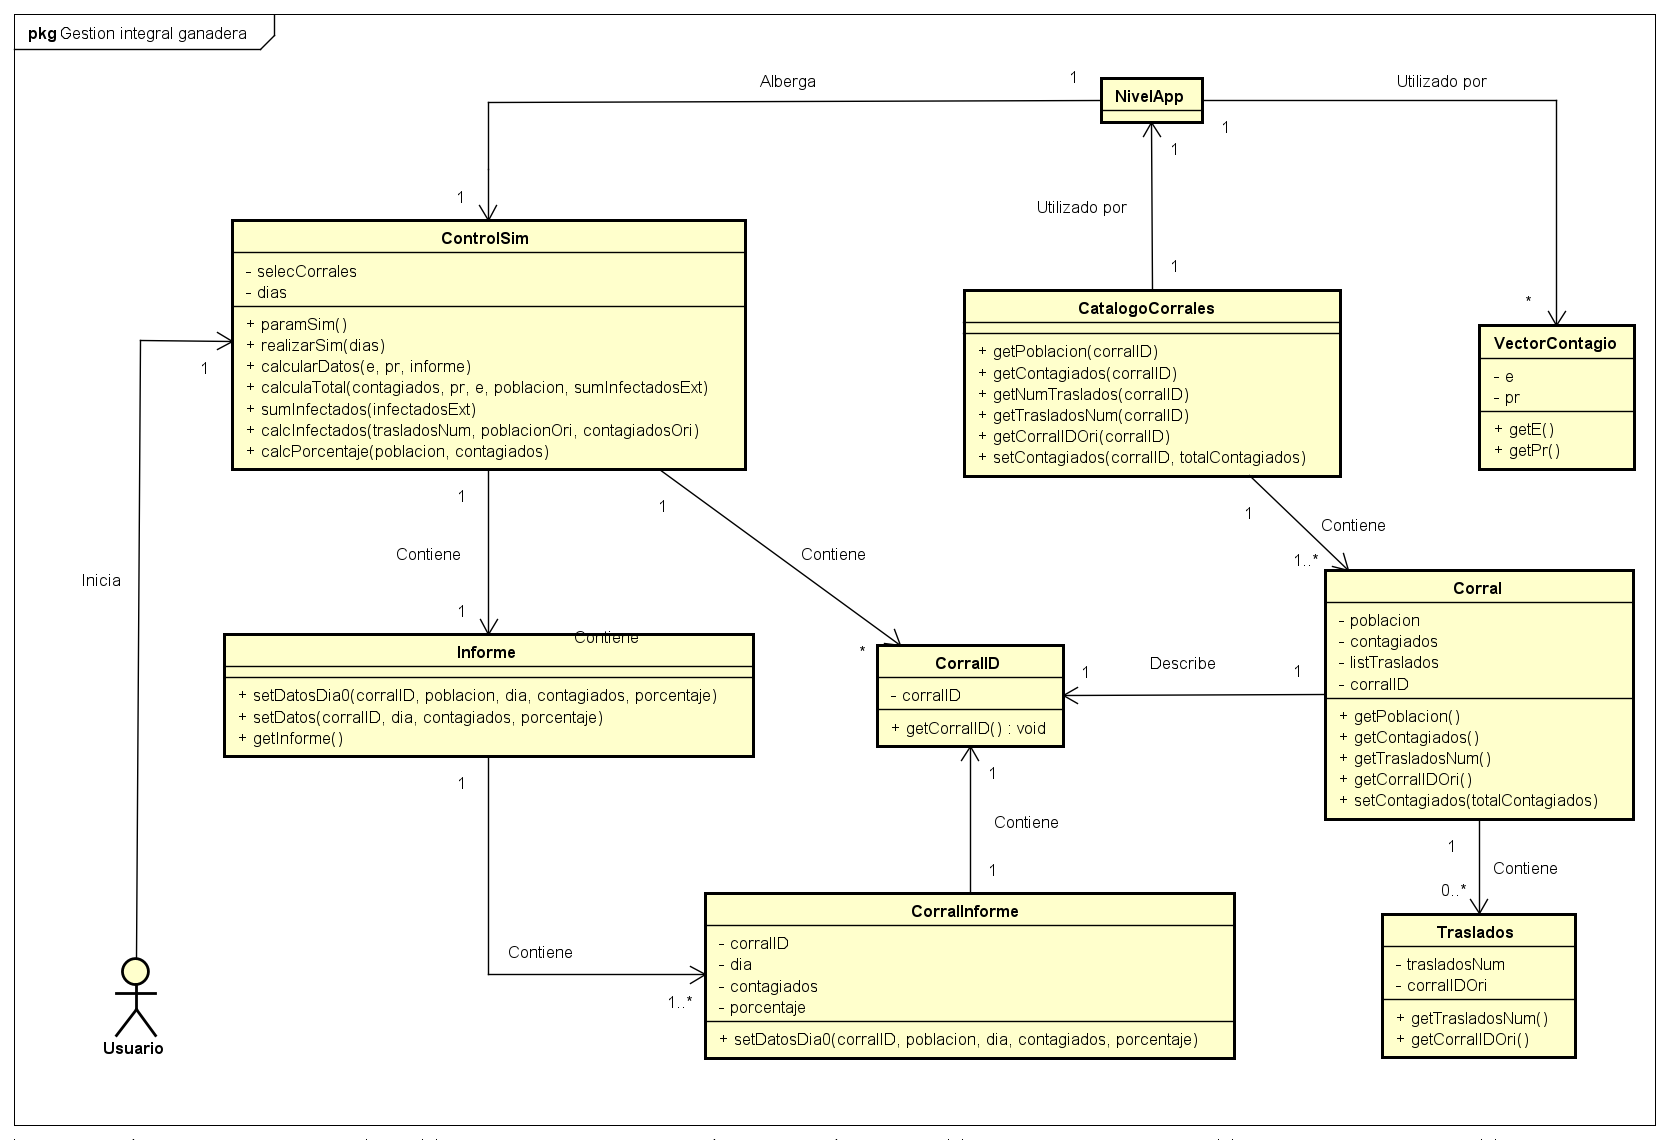 pkg Gestion integral ganadera
Alberga
1
NivelApp
Utilizado por
1
1
Utilizado por
1
1
ControlSim
- selecCorrales
- dias
+ paramSim()
+ realizarSim(dias)
+ calcularDatos(e, pr, informe)
+ calculaTotal(contagiados, pr, e, poblacion, sumInfectadosExt)
+ sumInfectados(infectadosExt)
+ calcInfectados(trasladosNum, poblacionOri, contagiadosOri)
+ calcPorcentaje(poblacion, contagiados)
CatalogoCorrales
+ getPoblacion(corralID)
+ getContagiados(corralID)
+ getNumTraslados(corralID)
+ getTrasladosNum(corralID)
+ getCorralIDOri(corralID)
+ setContagiados(corralID, totalContagiados)
*
VectorContagio
- e
- pr
+ getE()
+ getPr()
1
1
1
1
Contiene
Contiene
Contiene
1..*
Inicia
1
Contiene
Informe
+ setDatosDia0(corralID, poblacion, dia, contagiados, porcentaje)
+ setDatos(corralID, dia, contagiados, porcentaje)
+ getInforme()
*
CorralID
- corralID
+ getCorralID() : void
1
Describe
1
Corral
- poblacion
- contagiados
- listTraslados
- corralID
+ getPoblacion()
+ getContagiados()
+ getTrasladosNum()
+ getCorralIDOri()
+ setContagiados(totalContagiados)
1
1
Contiene
1
1
Contiene
0..*
Contiene
1..*
CorralInforme
- corralID
- dia
- contagiados
- porcentaje
+ setDatosDia0(corralID, poblacion, dia, contagiados, porcentaje)
Traslados
- trasladosNum
- corralIDOri
+ getTrasladosNum()
+ getCorralIDOri()
Usuario